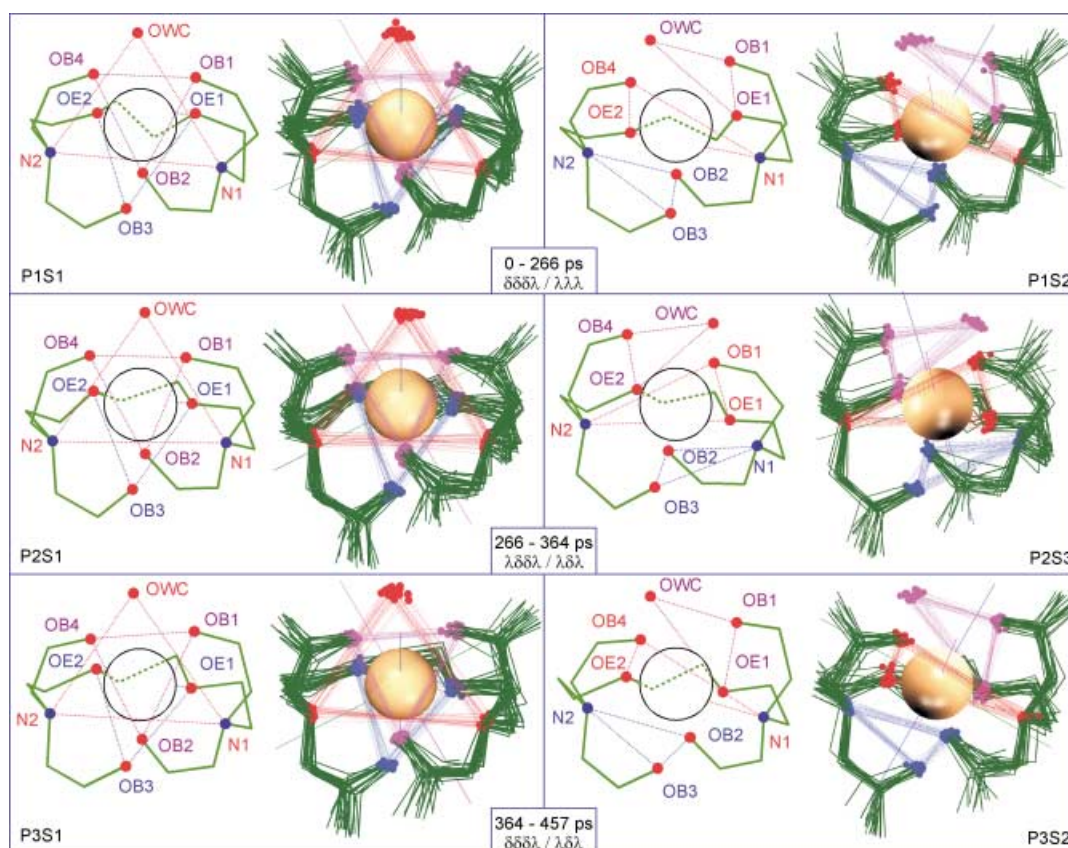 OWC
OB4
OB1
OE2
OE1
N2
OB2
N1
OB3
P1S1
OWC
OB1
OB4
OE1
OE2
N2
OB2
N1
OB3
P1S2
0 - 266 ps
δδδλ / λλλ
OWC
OB4
OB1
OE2
OE1
N2
N1
OB2
OB3
P2S1
OWC
OB4
OB1
OE2
OE1
N2
OB2
N1
OB3
P2S3
266 - 364 ps
λδδλ / λδλ
OWC
OB4
OB1
OE2
OE1
N2
N1
OB2
OB3
P3S1
OWC
OB1
OB4
OE2
OE1
N2
OB2
N1
OB3
P3S2
364 - 457 ps
δδδλ / λδλ